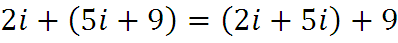 2𝑖 + (5𝑖 + 9) = (2𝑖 + 5𝑖) + 9